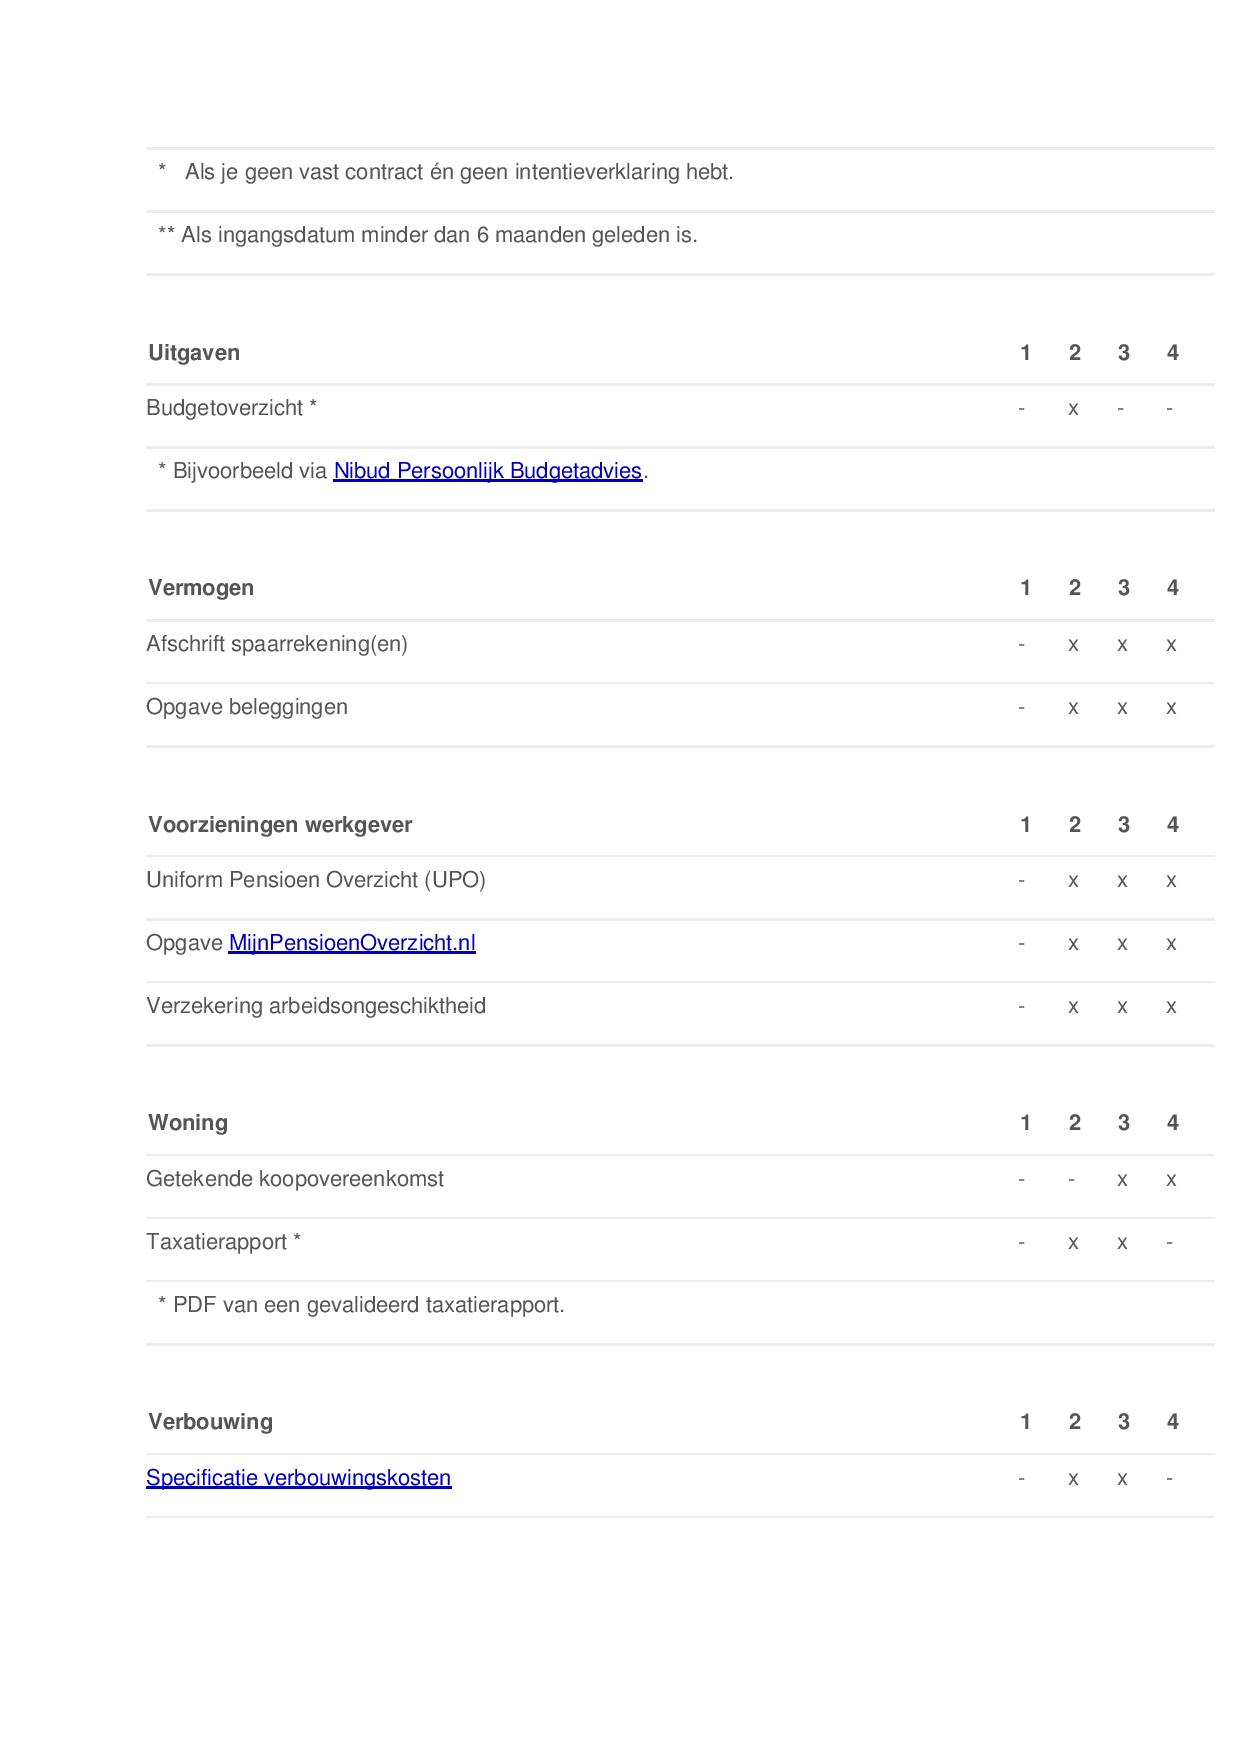 * Als je geen vast contract én geen intentieverklaring hebt.
** Als ingangsdatum minder dan 6 maanden geleden is.
Uitgaven 1 2 3 4
Budgetoverzicht * - x - -
* Bijvoorbeeld via Nibud Persoonlijk Budgetadvies.
Vermogen 1 2 3 4
Afschrift spaarrekening(en) - x x x
Opgave beleggingen - x x x
Voorzieningen werkgever 1 2 3 4
Uniform Pensioen Overzicht (UPO) - x x x
Opgave MijnPensioenOverzicht.nl - x x x
Verzekering arbeidsongeschiktheid - x x x
Woning 1 2 3 4
Getekende koopovereenkomst - - x x
Taxatierapport * - x x -
* PDF van een gevalideerd taxatierapport.
Verbouwing 1 2 3 4
Specificatie verbouwingskosten - x x -